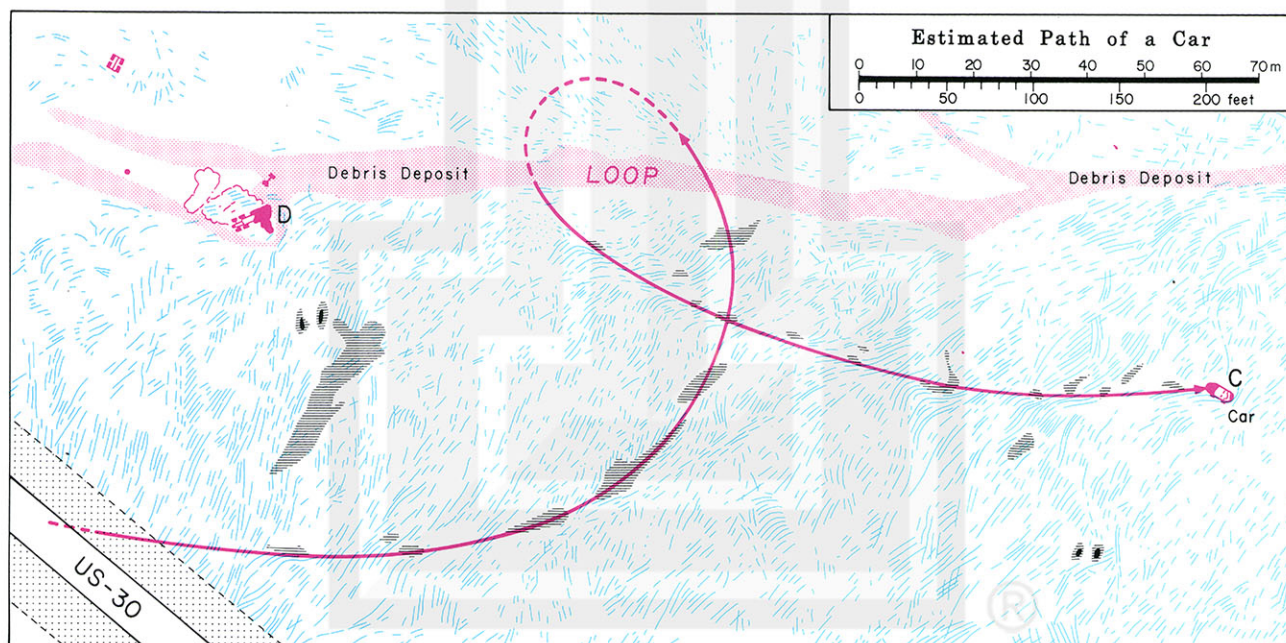 Estimated Path of a Car
0 10 20 30 40 50 60 70 m
0 50 100 150 200 feet
Debris Deposit
LOOP
Debris Deposit
D
C
Car
US-30
®